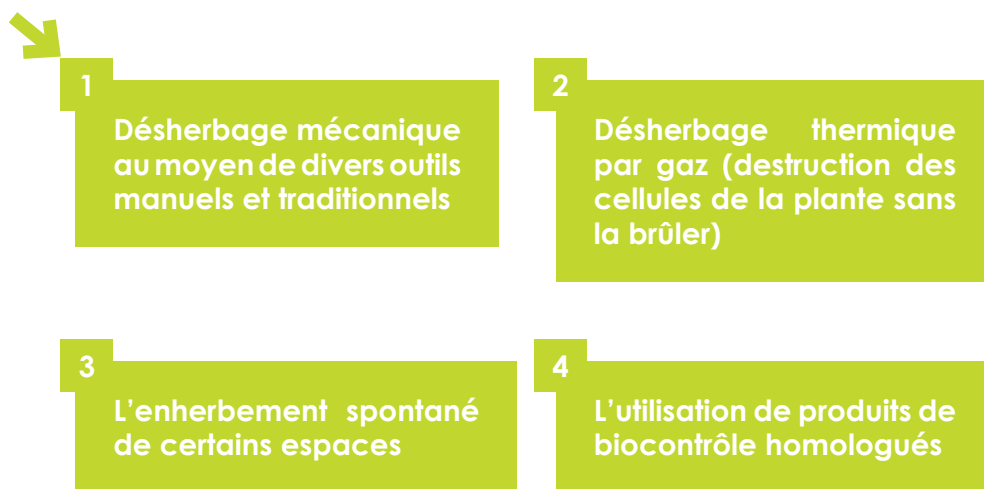 1
Désherbage mécanique
au moyen de divers outils
manuels et traditionnels
2
Désherbage thermique
par gaz (destruction des
cellules de la plante sans
la brûler)
3
L'enherbement spontané
de certains espaces
4
L'utilisation de produits de
biocontrôle homologués